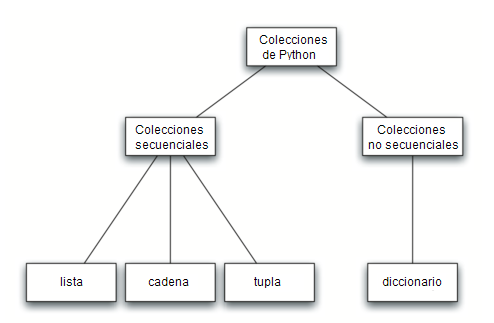 Colecciones
de Python
Colecciones
secuenciales
Colecciones
no secuenciales
lista
cadena
tupla
diccionario